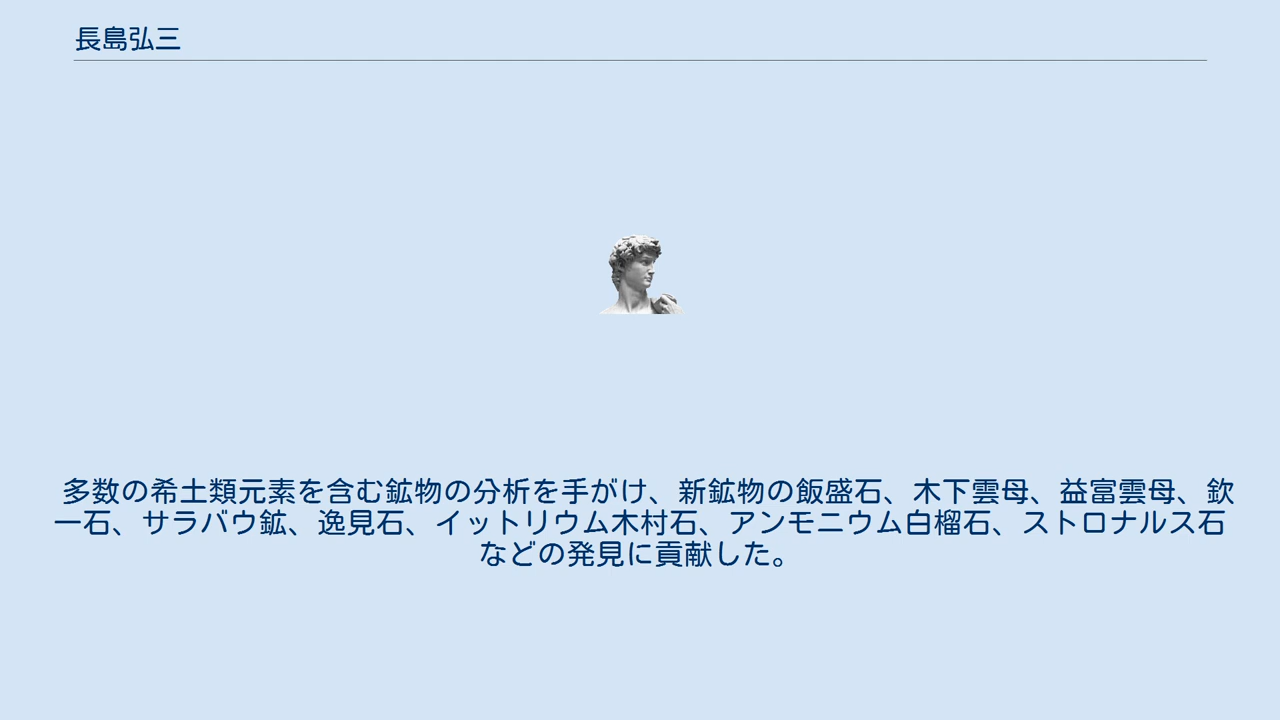 長島弘三
多数の希土類元素を含む鉱物の分析を手がけ、新鉱物の飯盛石、木下雲母、益富雲母、欽
一石、サラバウ鉱、逸見石、イットリウム木村石、アンモニウム白榴石、ストロナルス石
などの発見に貢献した。